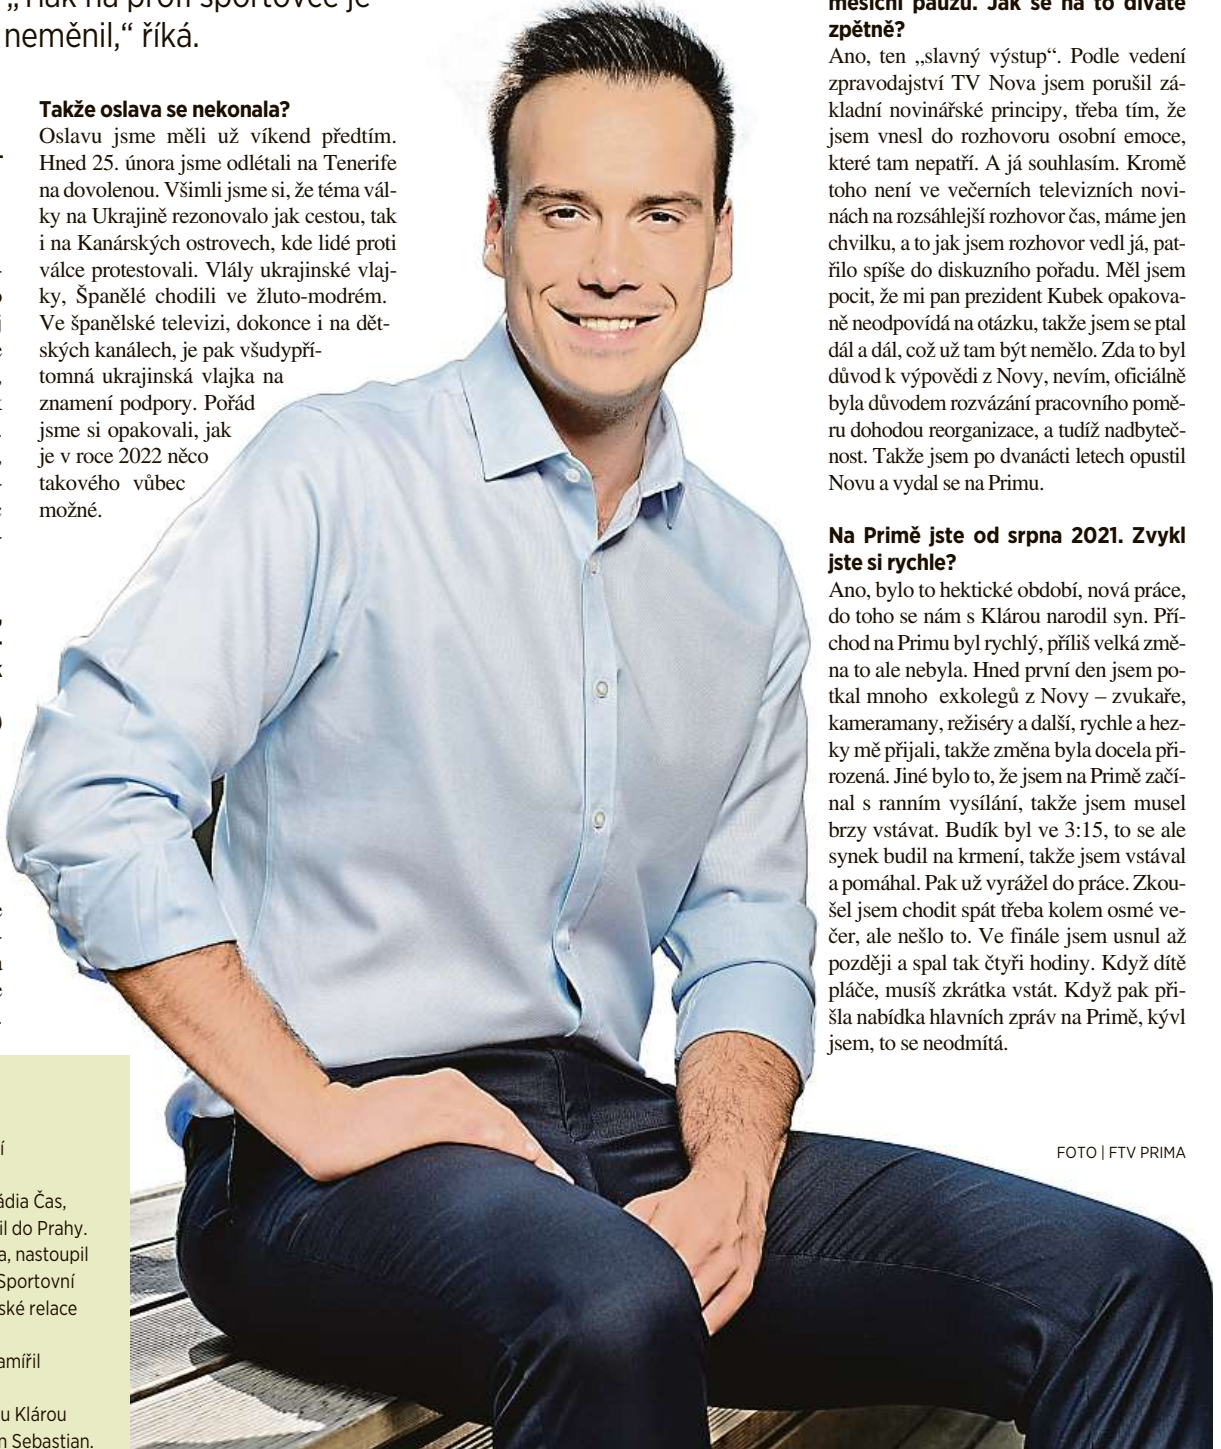 neměnil,“ říká.
Takže oslava se nekonala?
Oslavu jsme měli už víkend předtím.
Hned 25. února jsme odlétali na Tenerife
na dovolenou. Všimli jsme si, že téma vál-
ky na Ukrajině rezonovalo jak cestou, tak
i na Kanárských ostrovech, kde lidé proti
válce protestovali. Vlály ukrajinské vlaj-
ky, Španělé chodili ve žluto-modrém.
Ve španělské televizi, dokonce i na dět-
ských kanálech, je pak všudypří-
tomná ukrajinská vlajka na
znamení podpory. Pořád
jsme si opakovali, jak
je v roce 2022 něco
takového vůbec
možné.
ádia Čas,
il do Prahy.
a, nastoupil
Sportovní
ské relace
amířil
u Klárou
n Sebastian.
měsíční pauzu. Jak se na to díváte
zpětně?
Ano, ten „slavný výstup“. Podle vedení
zpravodajství TV Nova jsem porušil zá-
kladní novinářské principy, třeba tím, že
jsem vnesl do rozhovoru osobní emoce,
které tam nepatří. A já souhlasím. Kromě
toho není ve večerních televizních novi-
nách na rozsáhlejší rozhovor čas, máme jen
chvilku, a to jak jsem rozhovor vedl já, pat-
řilo spíše do diskuzního pořadu. Měl jsem
pocit, že mi pan prezident Kubek opakova-
ně neodpovídá na otázku, takže jsem se ptal
dál a dál, což už tam být nemělo. Zda to byl
důvod k výpovědi z Novy, nevím, oficiálně
byla důvodem rozvázání pracovního pomě-
ru dohodou reorganizace, a tudíž nadbyteč-
nost. Takže jsem po dvanácti letech opustil
Novu a vydal se na Primu.
Na Primě jste od srpna 2021. Zvykl
jste si rychle?
Ano, bylo to hektické období, nová práce,
do toho se nám s Klárou narodil syn. Pří-
chod na Primu byl rychlý, příliš velká změ-
na to ale nebyla. Hned první den jsem po-
tkal mnoho exkolegů z Novy – zvukaře,
kameramany, režiséry a další, rychle a hez-
ky mě přijali, takže změna byla docela při-
rozená. Jiné bylo to, že jsem na Primě začí-
nal s ranním vysílání, takže jsem musel
brzy vstávat. Budík byl ve 3:15, to se ale
synek budil na krmení, takže jsem vstával
a pomáhal. Pak už vyrážel do práce. Zkou-
šel jsem chodit spát třeba kolem osmé ve-
čer, ale nešlo to. Ve finále jsem usnul až
později a spal tak čtyři hodiny. Když dítě
pláče, musíš zkrátka vstát. Když pak při-
šla nabídka hlavních zpráv na Primě, kývl
jsem, to se neodmítá.
FOTO | FTV PRIMA